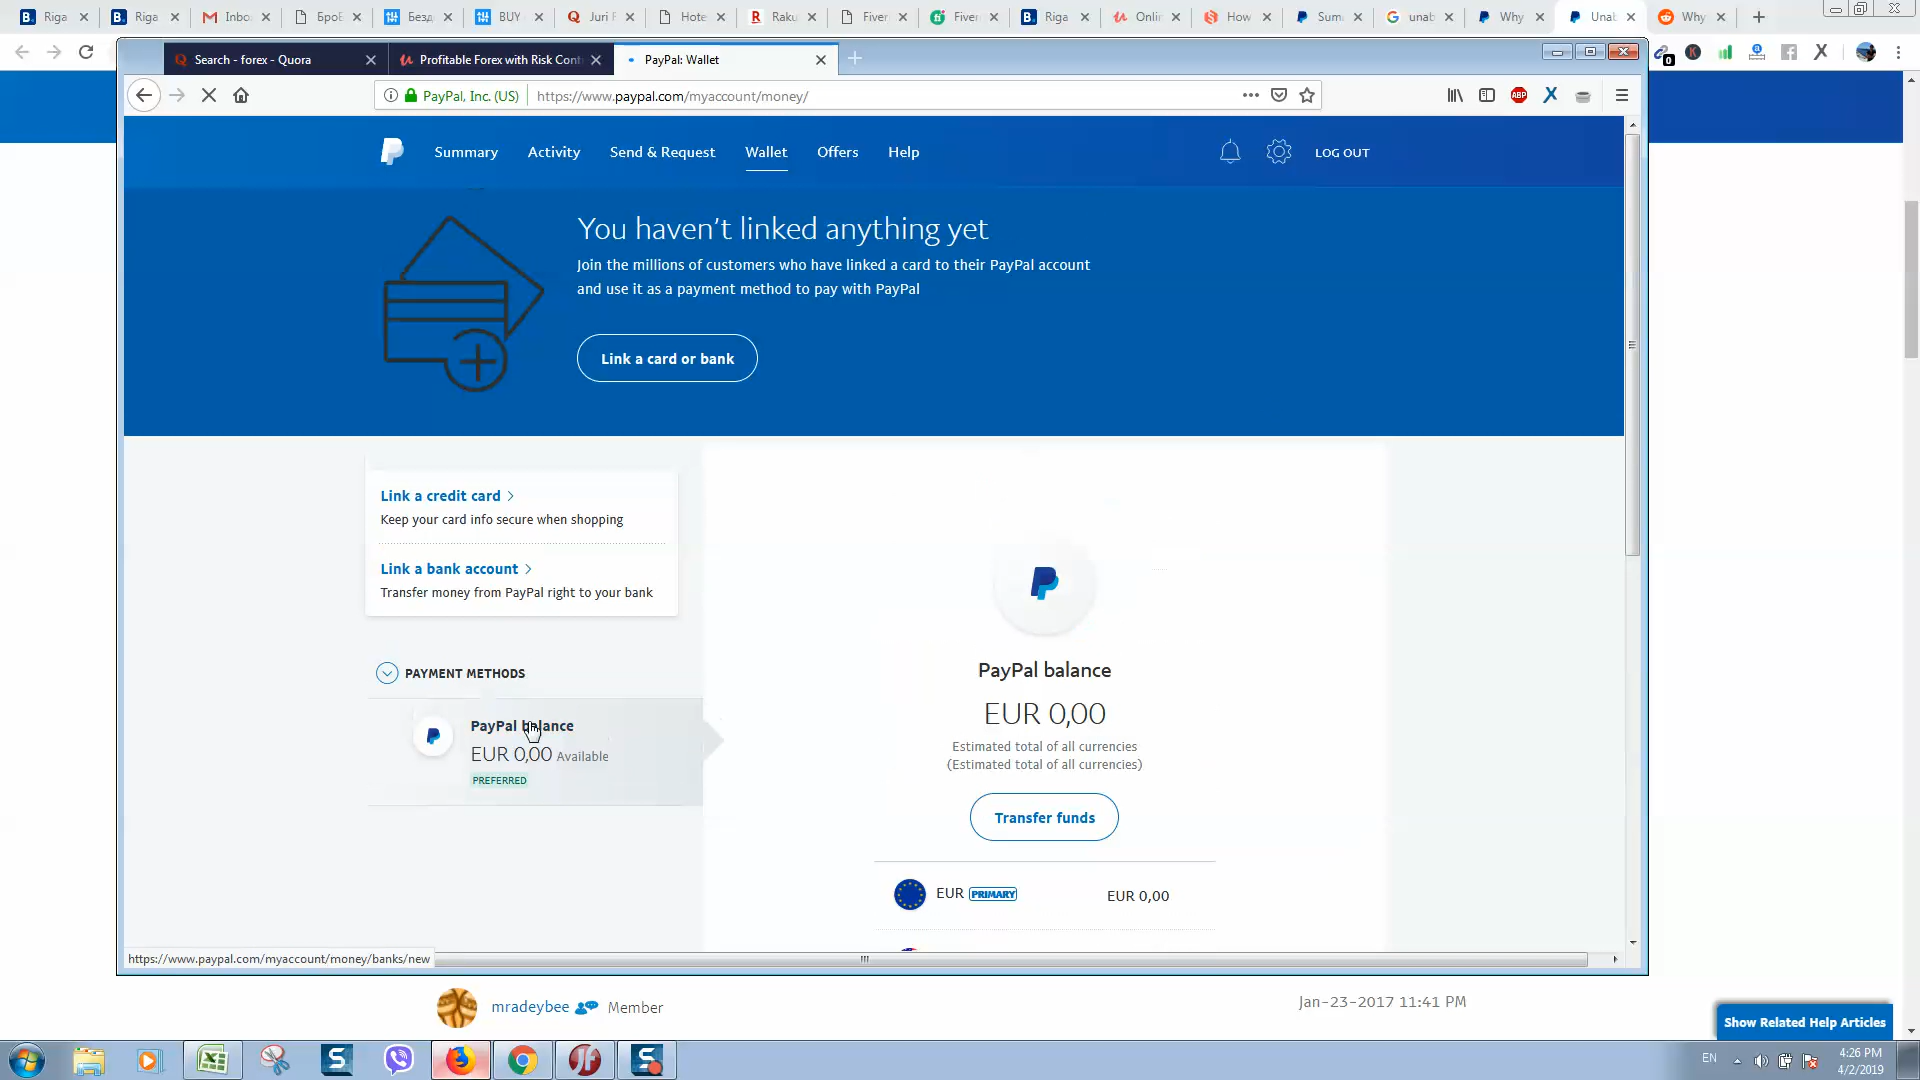 Riga
Riga
Inbo
Бро
Безд
BUY
Juri F
Hote
Raku
Fiver
Fiver
Riga
Onlin
How
Sum
unab
Why
Unab
Why
Search - forex - Quora
Profitable Forex with Risk Cont
PayPal: Wallet
PayPal, Inc. (US)
https://www.paypal.com/myaccount/money/
ABP
0
K
Summary
Activity
Send & Request
Wallet
Offers
Help
LOG OUT
You haven't linked anything yet
Join the millions of customers who have linked a card to their PayPal account
and use it as a payment method to pay with PayPal
Link a card or bank
Link a credit card >
Keep your card info secure when shopping
Link a bank account >
Transfer money from PayPal right to your bank
PAYMENT METHODS
PayPal balance
EUR 0,00 Available
PREFERRED
PayPal balance
EUR 0,00
Estimated total of all currencies
(Estimated total of all currencies)
Transfer funds
EUR PRIMARY
EUR 0,00
https://www.paypal.com/myaccount/money/banks/new
mradeybee
Member
Jan-23-2017 11:41 PM
Show Related Help Articles
EN
4:26 PM
4/2/2019